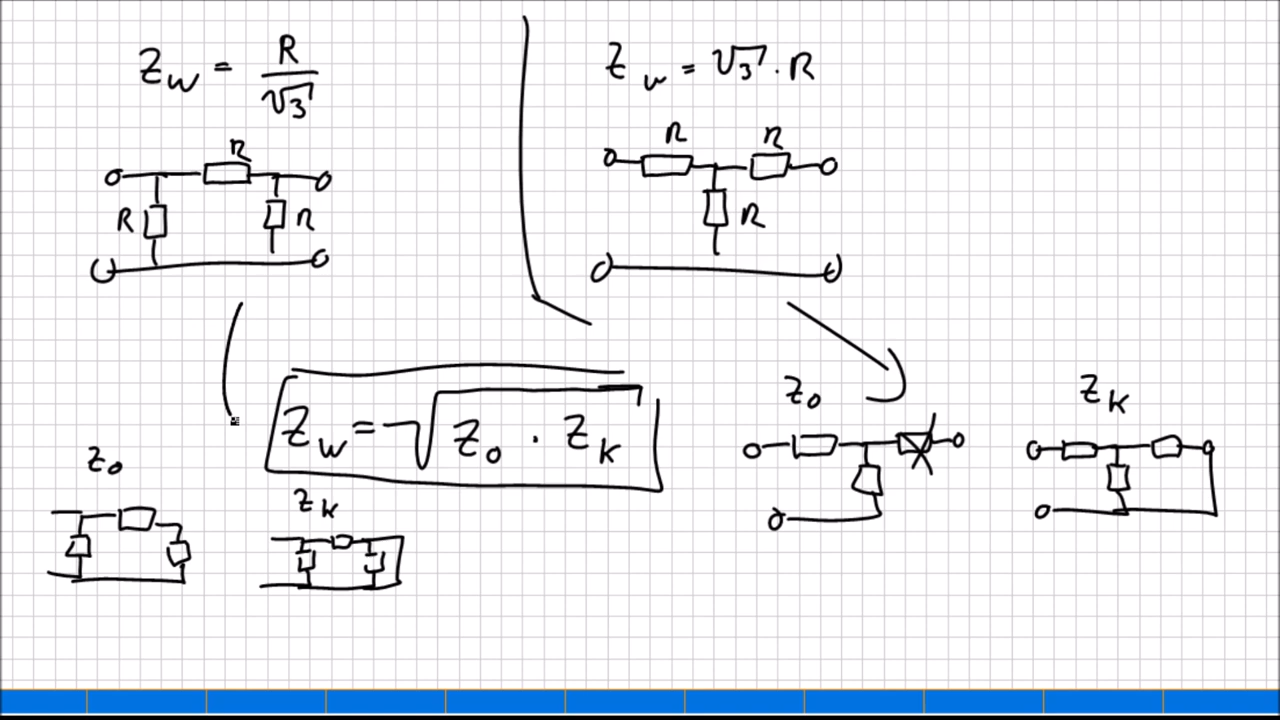 Z_w = R/√3
R
R
R
Z_w = √3 · R
R
R
R
Z_w = √(Z_0 · Z_k)
Z_0
Z_k
Z_0
Z_k